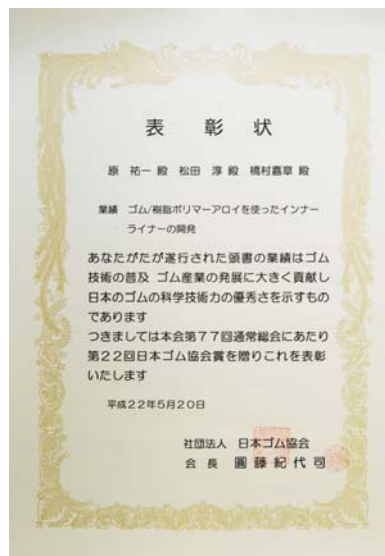 表彰状
原 祐一 殿 松田 淳 殿 橋村嘉章 殿
業績 ゴム/樹脂ポリマーアロイを使ったインナー
ライナーの開発
あなたがたが遂行された頭書の業績はゴム
技術の普及 ゴム産業の発展に大きく貢献し
日本のゴムの科学技術力の優秀さを示すもの
であります
つきましては本会第77回通常総会にあたり
第22回日本ゴム協会賞を贈りこれを表彰
いたします
平成22年5月20日
社団法人 日本ゴム協会
会長 圓藤紀代司